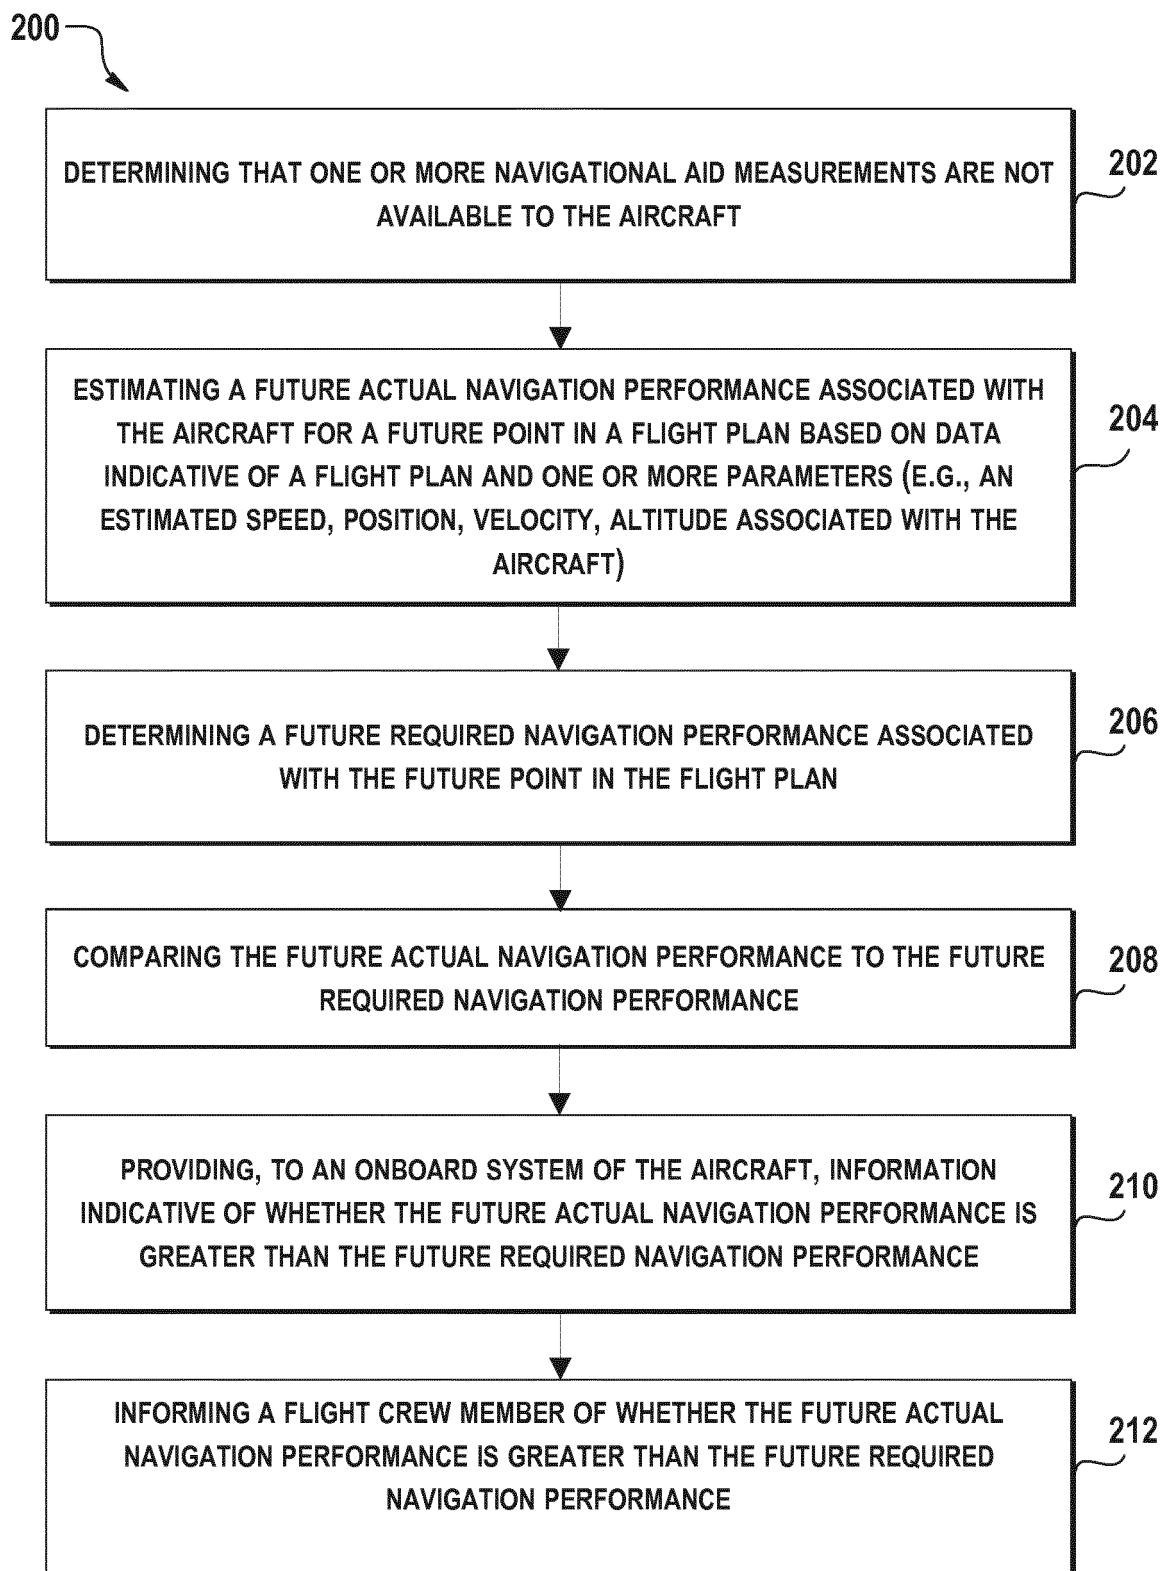 200
DETERMINING THAT ONE OR MORE NAVIGATIONAL AID MEASUREMENTS ARE NOT
AVAILABLE TO THE AIRCRAFT
202
ESTIMATING A FUTURE ACTUAL NAVIGATION PERFORMANCE ASSOCIATED WITH
THE AIRCRAFT FOR A FUTURE POINT IN A FLIGHT PLAN BASED ON DATA
INDICATIVE OF A FLIGHT PLAN AND ONE OR MORE PARAMETERS (E.G., AN
ESTIMATED SPEED, POSITION, VELOCITY, ALTITUDE ASSOCIATED WITH THE
AIRCRAFT)
204
DETERMINING A FUTURE REQUIRED NAVIGATION PERFORMANCE ASSOCIATED
WITH THE FUTURE POINT IN THE FLIGHT PLAN
206
COMPARING THE FUTURE ACTUAL NAVIGATION PERFORMANCE TO THE FUTURE
REQUIRED NAVIGATION PERFORMANCE
208
PROVIDING, TO AN ONBOARD SYSTEM OF THE AIRCRAFT, INFORMATION
INDICATIVE OF WHETHER THE FUTURE ACTUAL NAVIGATION PERFORMANCE IS
GREATER THAN THE FUTURE REQUIRED NAVIGATION PERFORMANCE
210
INFORMING A FLIGHT CREW MEMBER OF WHETHER THE FUTURE ACTUAL
NAVIGATION PERFORMANCE IS GREATER THAN THE FUTURE REQUIRED
NAVIGATION PERFORMANCE
212